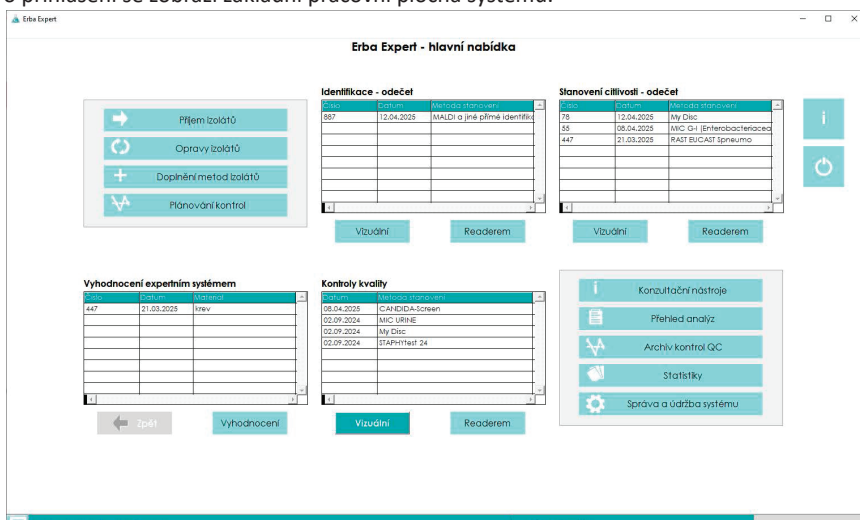 přihlášení se zobrazí základní pracovní plocha systému.
Erba Expert
Erba Expert - hlavní nabídka
Příjem izolátů
Opravy izolátů
Doplnění metod izolátů
Plánování kontrol
Identifikace - odečet
Číslo Datum Metoda stanovení
887 12.04.2025 MALDI a jiné přímé identifika
Vizuální Readerem
Stanovení citlivosti - odečet
Číslo Datum Metoda stanovení
78 12.04.2025 My Disc
55 08.04.2025 MIC G-I (Enterobacteriacea
447 21.03.2025 RAST EUCAST Spneumo
Vizuální Readerem
Vyhodnocení expertním systémem
Číslo Datum Materiál
447 21.03.2025 krev
Zpět Vyhodnocení
Kontroly kvality
Datum Metoda stanovení
08.04.2025 CANDIDA-Screen
02.09.2024 MIC URINE
02.09.2024 My Disc
02.09.2024 STAPHYtest 24
Vizuální Readerem
Konzultační nástroje
Přehled analýz
Archiv kontrol QC
Statistiky
Správa a údržba systému